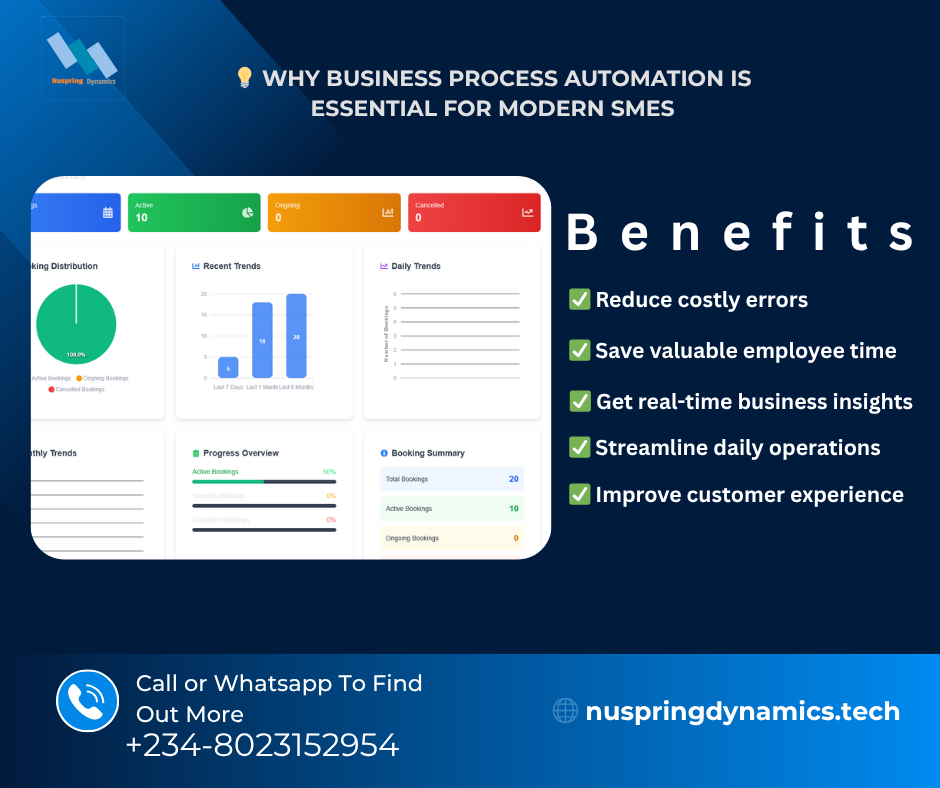 Nuspring Dynamics
💡 WHY BUSINESS PROCESS AUTOMATION IS
ESSENTIAL FOR MODERN SMES
gs
Active
10
Ongoing
0
Cancelled
0
king Distribution
100.0%
Active Bookings
Ongoing Bookings
Cancelled Bookings
Recent Trends
20
15
10
5
0
5
18
20
Last 7 Days
Last 1 Month
Last 6 Months
Daily Trends
Number of Bookings
6
5
4
3
2
1
0
nthly Trends
Progress Overview
Active Bookings 50%
Ongoing Bookings 0%
Cancelled Bookings 0%
Booking Summary
Total Bookings 20
Active Bookings 10
Ongoing Bookings 0
Benefits
✅ Reduce costly errors
✅ Save valuable employee time
✅ Get real-time business insights
✅ Streamline daily operations
✅ Improve customer experience
Call or Whatsapp To Find
Out More
+234-8023152954
nuspringdynamics.tech